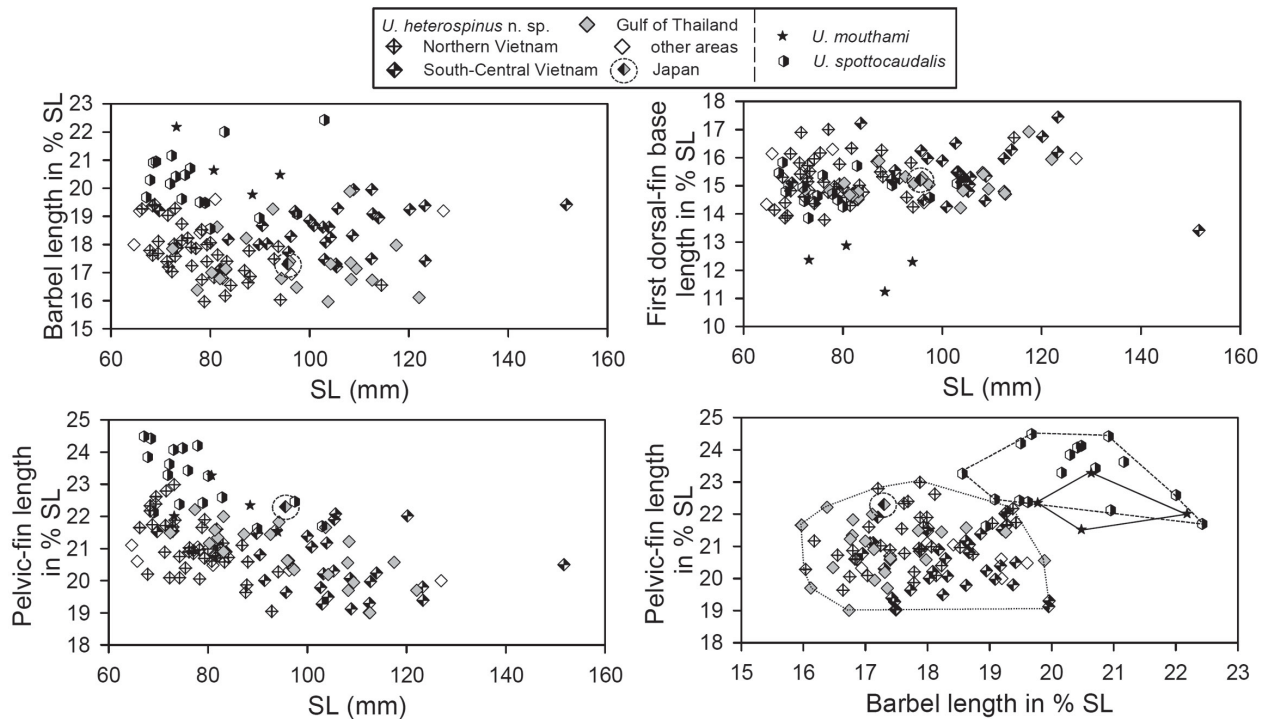 U. heterospinus n. sp.
Gulf of Thailand
Northern Vietnam
other areas
South-Central Vietnam
Japan
U. mouthami
U. spottocaudalis
Barbel length in % SL
23
22
21
20
19
18
17
16
15
60 80 100 120 140 160
SL (mm)
First dorsal-fin base
length in % SL
18
17
16
15
14
13
12
11
10
60 80 100 120 140 160
SL (mm)
Pelvic-fin length
in % SL
25
24
23
22
21
20
19
18
60 80 100 120 140 160
SL (mm)
Pelvic-fin length
in % SL
25
24
23
22
21
20
19
18
15 16 17 18 19 20 21 22 23
Barbel length in % SL